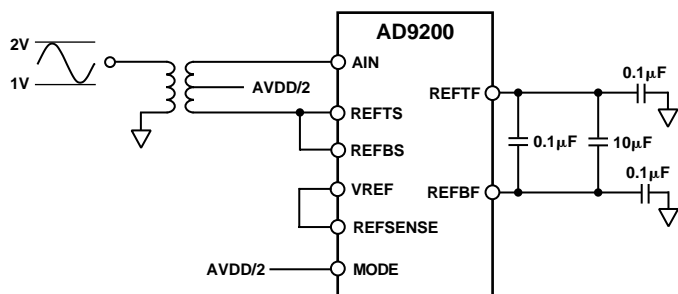 AD9200
2V
1V
AIN
AVDD/2
REFTS
REFBS
VREF
REFSENSE
AVDD/2
MODE
REFTF
REFBF
0.1μF
0.1μF
10μF
0.1μF